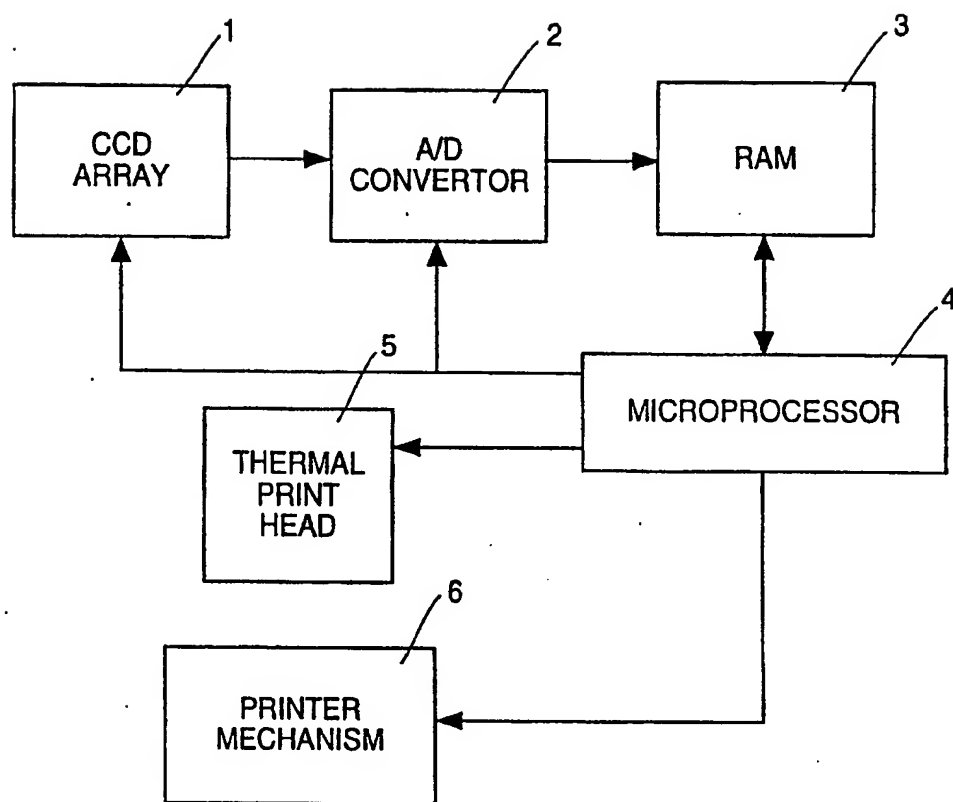 1
2
3
CCD
ARRAY
A/D
CONVERTOR
RAM
4
MICROPROCESSOR
5
THERMAL
PRINT
HEAD
6
PRINTER
MECHANISM